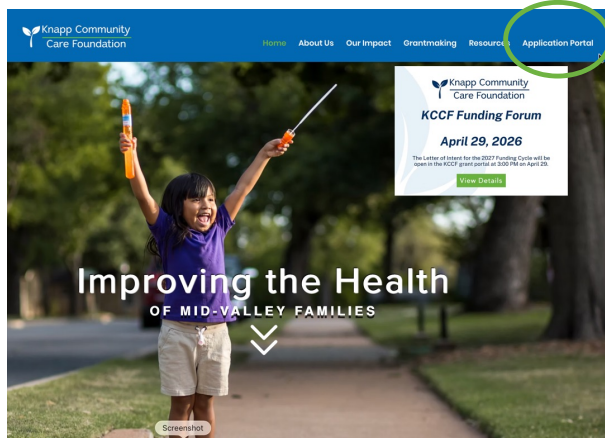 Knapp Community
Care Foundation
Home About Us Our Impact Grantmaking Resources Application Portal
Knapp Community
Care Foundation
KCCF Funding Forum
April 29, 2026
The Letter of Intent for the 2027 Funding Cycle will be
open in the KCCF grant portal at 3:00 PM on April 29.
View Details
Improving the Health
OF MID-VALLEY FAMILIES
Screenshot